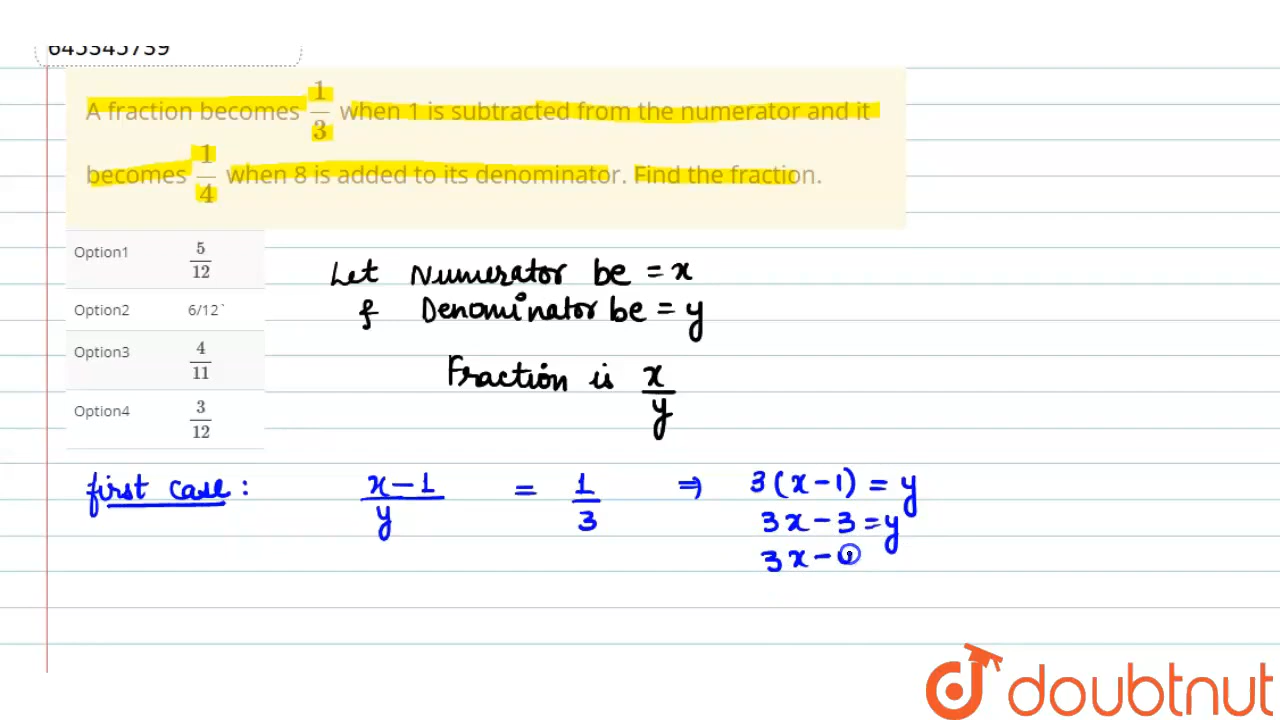 645345739
A fraction becomes 1/3 when 1 is subtracted from the numerator and it
becomes 1/4 when 8 is added to its denominator. Find the fraction.
Option1 5/12
Option2 6/12`
Option3 4/11
Option4 3/12
Let Numerator be = x
& Denominator be = y
Fraction is x/y
first case : x-1/y = 1/3 ⇒ 3(x-1) = y
3x-3=y
3x-
doubtnut